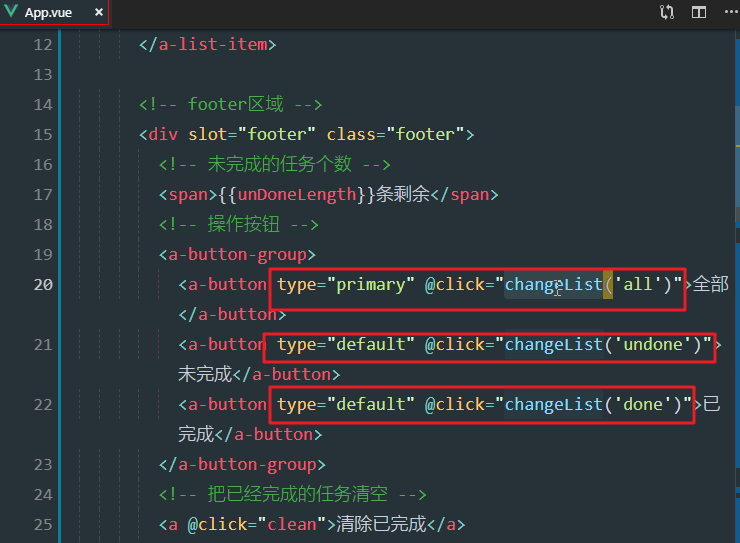 App.vue
12 </a-list-item>
13
14 <!-- footer区域 -->
15 <div slot="footer" class="footer">
16 <!-- 未完成的任务个数 -->
17 <span>{{unDoneLength}}条剩余</span>
18 <!-- 操作按钮 -->
19 <a-button-group>
20 <a-button type="primary" @click="changeList('all')">全部
</a-button>
21 <a-button type="default" @click="changeList('undone')">
未完成</a-button>
22 <a-button type="default" @click="changeList('done')">已
完成</a-button>
23 </a-button-group>
24 <!-- 把已经完成的任务清空 -->
25 <a @click="clean">清除已完成</a>